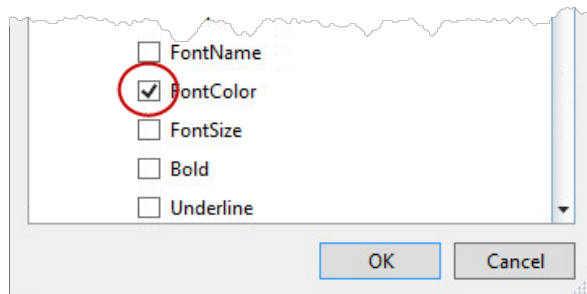 FontName
FontColor
FontSize
Bold
Underline
OK Cancel